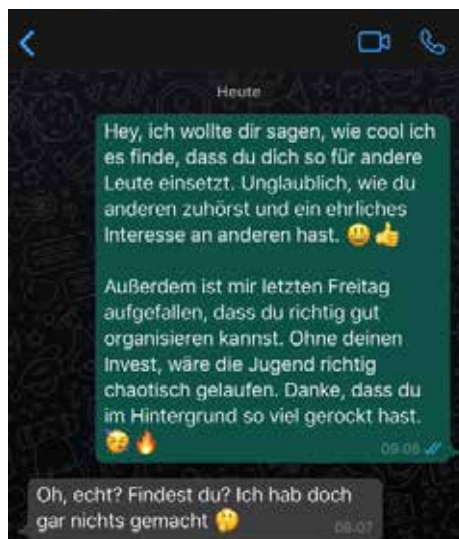 Heute
Hey, ich wollte dir sagen, wie cool ich
es finde, dass du dich so für andere
Leute einsetzt. Unglaublich, wie du
anderen zuhörst und ein ehrliches
Interesse an anderen hast. 😃👍
Außerdem ist mir letzten Freitag
aufgefallen, dass du richtig gut
organisieren kannst. Ohne deinen
Invest, wäre die Jugend richtig
chaotisch gelaufen. Danke, dass du
im Hintergrund so viel gerockt hast.
🥳🔥
09:06
Oh, echt? Findest du? Ich hab doch
gar nichts gemacht 🤔
09:07